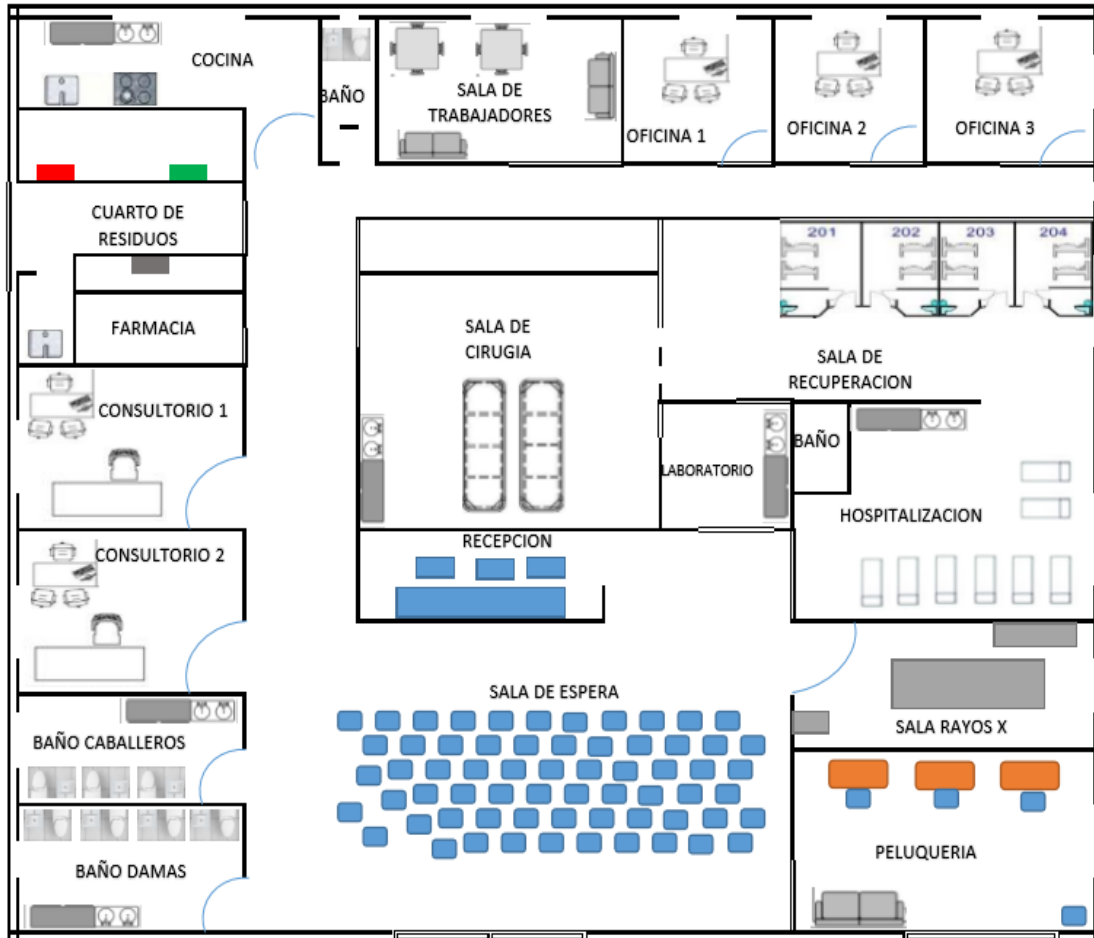 COCINA
BAÑO
SALA DE
TRABAJADORES
OFICINA 1
OFICINA 2
OFICINA 3
CUARTO DE
RESIDUOS
201
202
203
204
FARMACIA
SALA DE
CIRUGIA
SALA DE
RECUPERACION
CONSULTORIO 1
LABORATORIO
BAÑO
HOSPITALIZACION
RECEPCION
CONSULTORIO 2
SALA DE ESPERA
BAÑO CABALLEROS
SALA RAYOS X
PELUQUERIA
BAÑO DAMAS